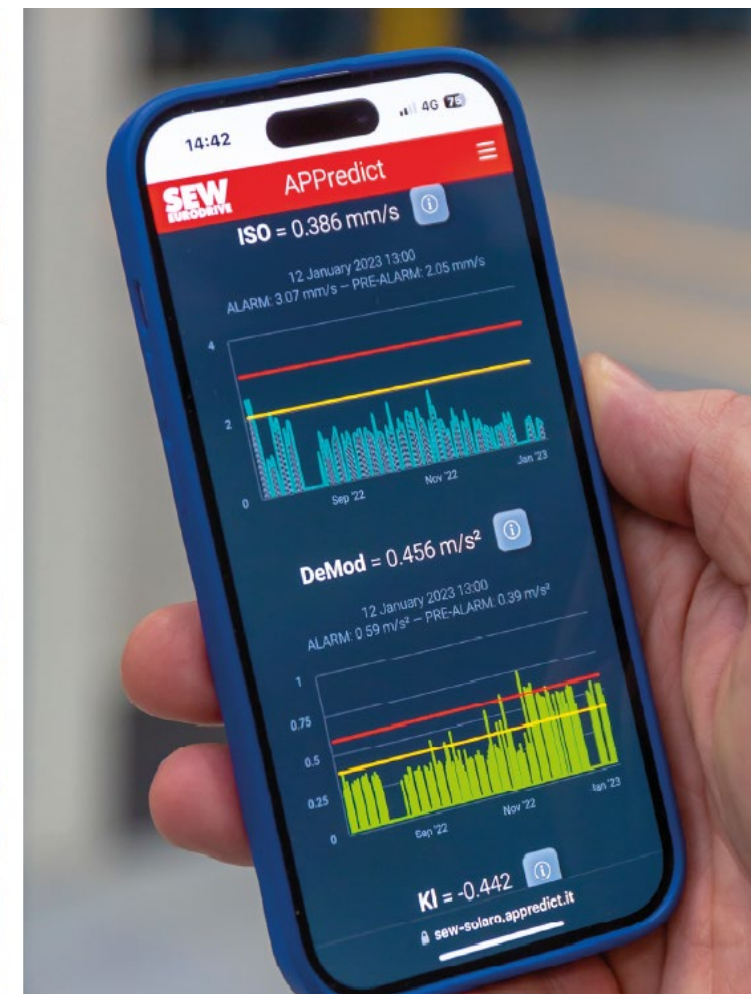 14:42
4G 75
SEW
EURODRIVE
APPredict
ISO = 0.386 mm/s
12 January 2023 13:00
ALARM: 3.07 mm/s — PRE-ALARM: 2.05 mm/s
4
2
0
Sep '22 Nov '22 Jan '23
DeMod = 0.456 m/s²
12 January 2023 13:00
ALARM: 0.59 m/s² — PRE-ALARM: 0.39 m/s²
1
0.75
0.5
0.25
0
Sep '22 Nov '22 Jan '23
KI = -0.442
sew-solaro.appredict.it